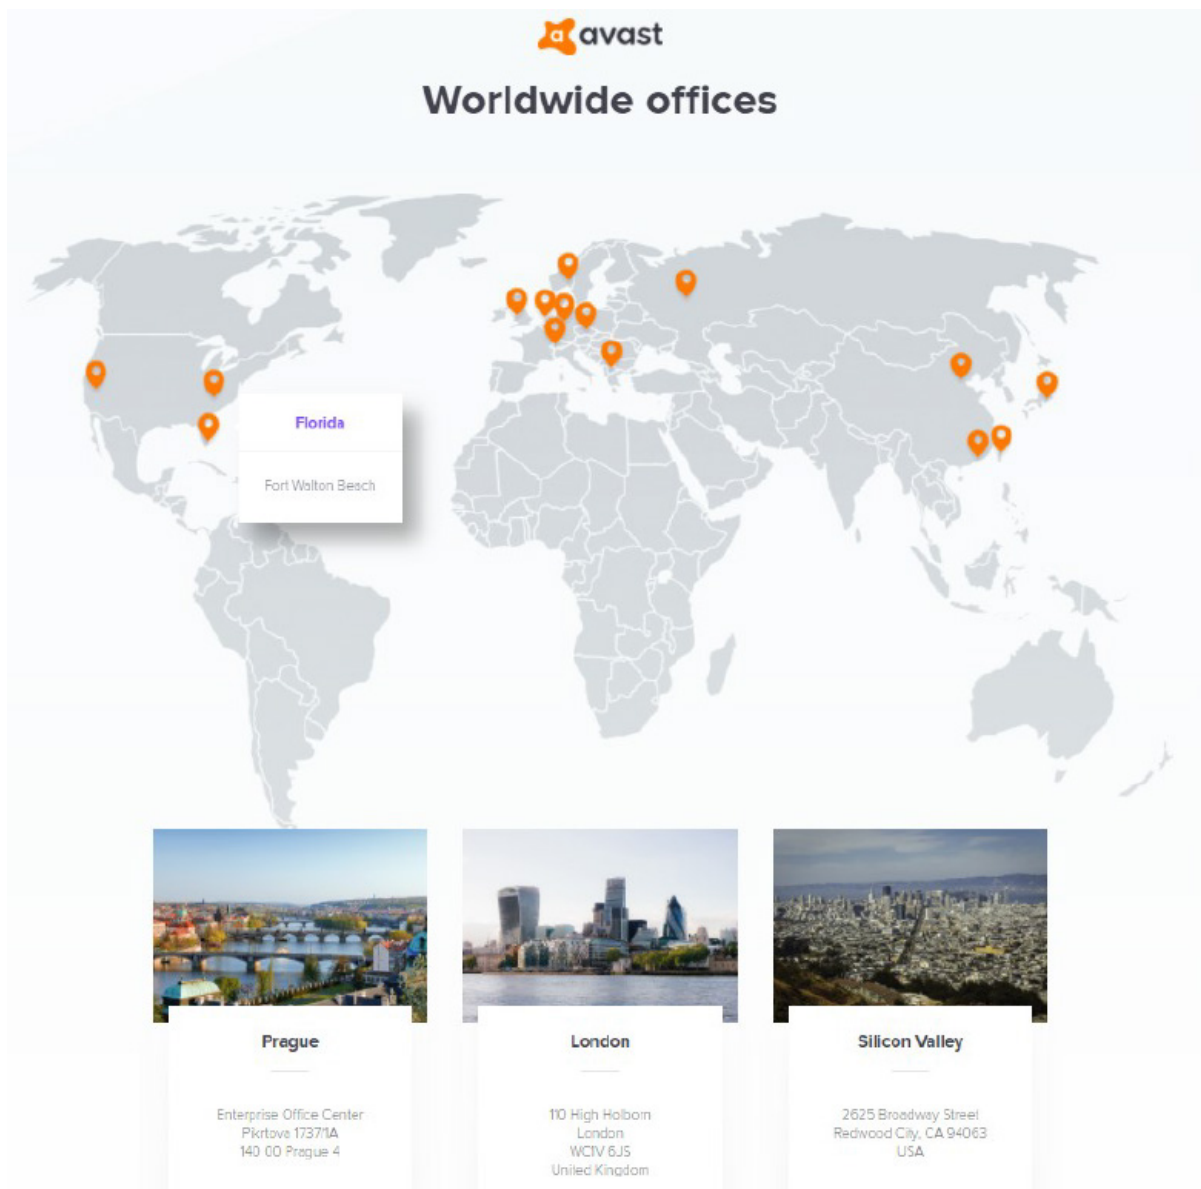 avast
Worldwide offices
Florida
Fort Walton Beach
Prague
Enterprise Office Center
Pikrtova 1737/1A
140 00 Prague 4
London
110 High Holborn
London
WC1V 6JS
United Kingdom
Silicon Valley
2625 Broadway Street
Redwood City, CA 94063
USA